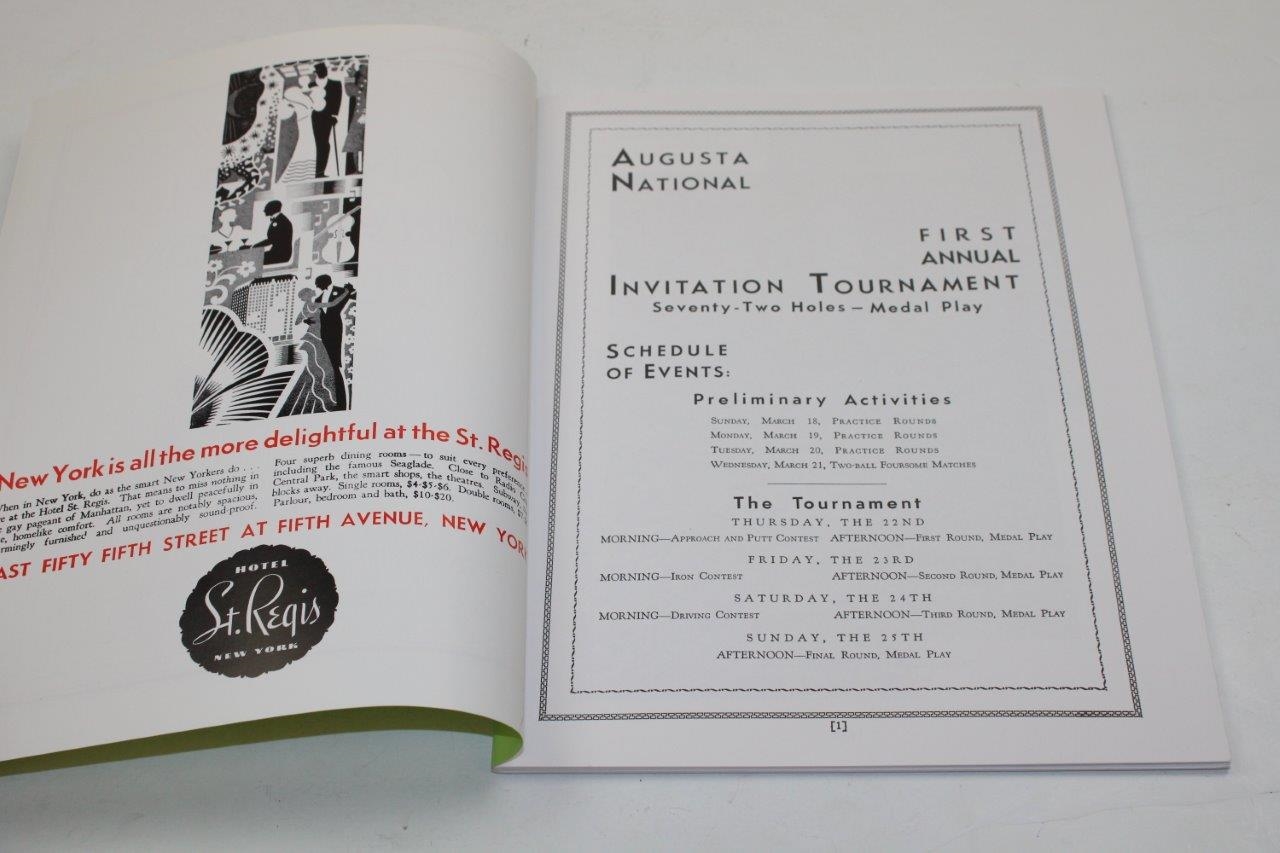 New York is all the more delightful at the St. Regis
When in New York, do as the smart New Yorkers do . . .
at the Hotel St. Regis. That means to miss nothing in
gay pageant of Manhattan, yet to dwell peacefully in
homelike comfort. All rooms are notably spacious,
furnished and unquestionably sound-proof.
Four superb dining rooms—to suit every preference
including the famous Seaglade. Close to Radio
Central Park, the smart shops, the theatres. Subway
blocks away. Single rooms, $4-$5-$6. Double rooms,
Parlour, bedroom and bath, $10-$20.
EAST FIFTY FIFTH STREET AT FIFTH AVENUE, NEW YORK
HOTEL
St. Regis
NEW YORK
AUGUSTA
NATIONAL
FIRST
ANNUAL
INVITATION TOURNAMENT
Seventy-Two Holes — Medal Play
SCHEDULE
OF EVENTS:
Preliminary Activities
SUNDAY, MARCH 18, PRACTICE ROUNDS
MONDAY, MARCH 19, PRACTICE ROUNDS
TUESDAY, MARCH 20, PRACTICE ROUNDS
WEDNESDAY, MARCH 21, TWO-BALL FOURSOME MATCHES
The Tournament
THURSDAY, THE 22ND
MORNING—APPROACH AND PUTT CONTEST AFTERNOON—FIRST ROUND, MEDAL PLAY
FRIDAY, THE 23RD
MORNING—IRON CONTEST AFTERNOON—SECOND ROUND, MEDAL PLAY
SATURDAY, THE 24TH
MORNING—DRIVING CONTEST AFTERNOON—THIRD ROUND, MEDAL PLAY
SUNDAY, THE 25TH
AFTERNOON—FINAL ROUND, MEDAL PLAY
[1]